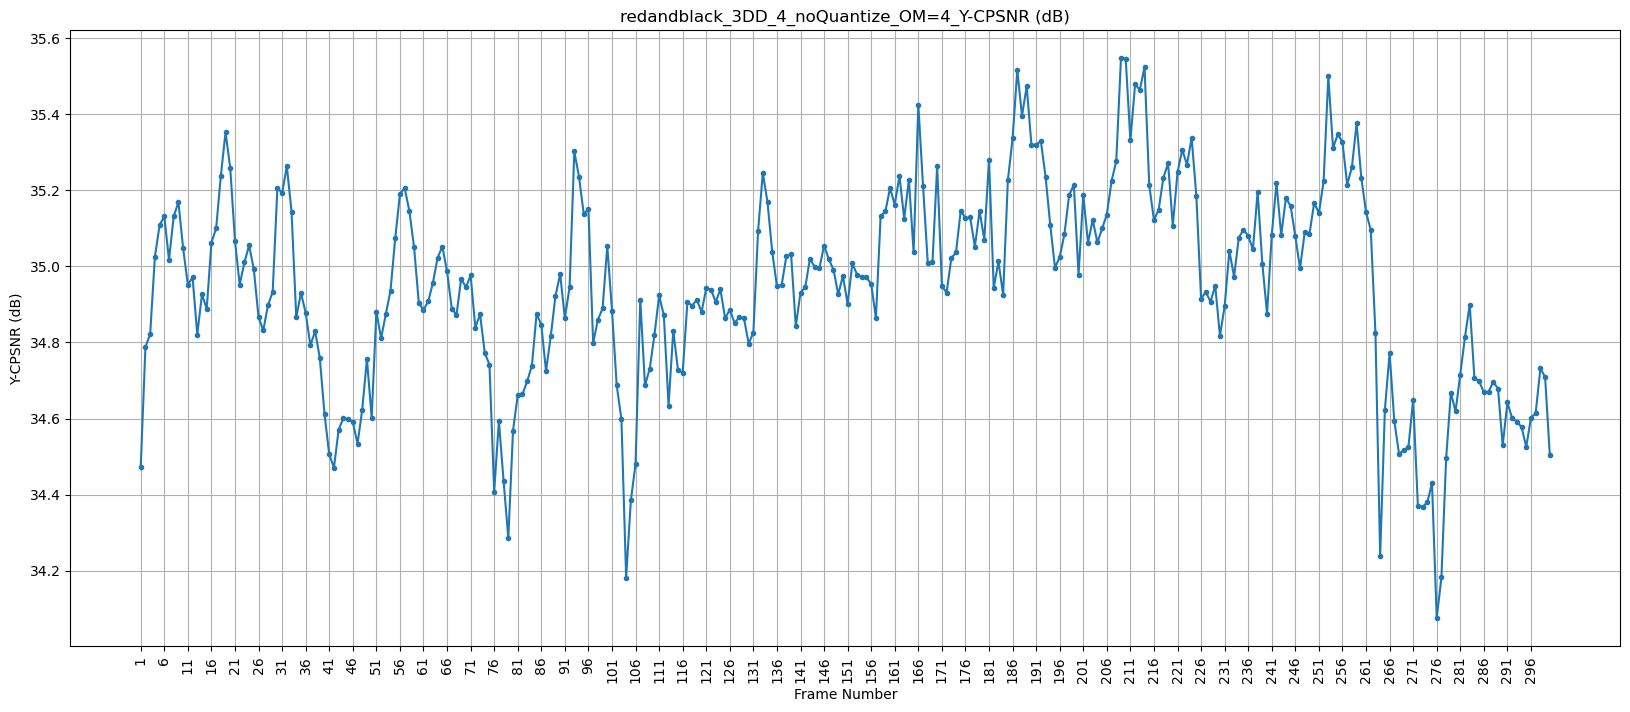 redandblack_3DD_4_noQuantize_OM=4_Y-CPSNR (dB)
35.6
35.4
35.2
35.0
34.8
34.6
34.4
34.2
Y-CPSNR (dB)
1 6 11 16 21 26 31 36 41 46 51 56 61 66 71 76 81 86 91 96 101 106 111 116 121 126 131 136 141 146 151 156 161 166 171 176 181 186 191 196 201 206 211 216 221 226 231 236 241 246 251 256 261 266 271 276 281 286 291 296
Frame Number